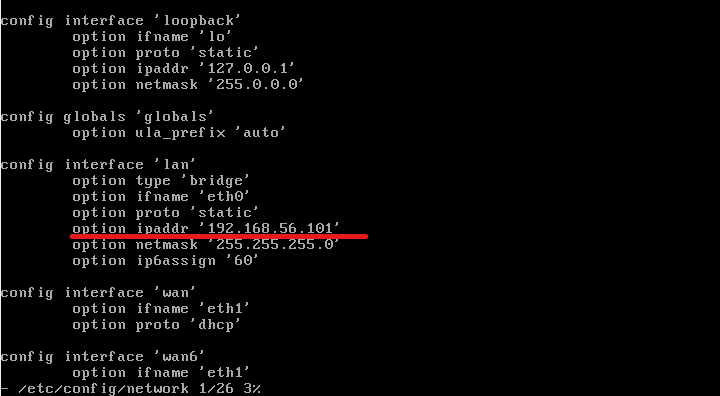 config interface 'loopback'
option ifname 'lo'
option proto 'static'
option ipaddr '127.0.0.1'
option netmask '255.0.0.0'
config globals 'globals'
option ula_prefix 'auto'
config interface 'lan'
option type 'bridge'
option ifname 'eth0'
option proto 'static'
option ipaddr '192.168.56.101'
option netmask '255.255.255.0'
option ip6assign '60'
config interface 'wan'
option ifname 'eth1'
option proto 'dhcp'
config interface 'wan6'
option ifname 'eth1'
- /etc/config/network 1/26 3%